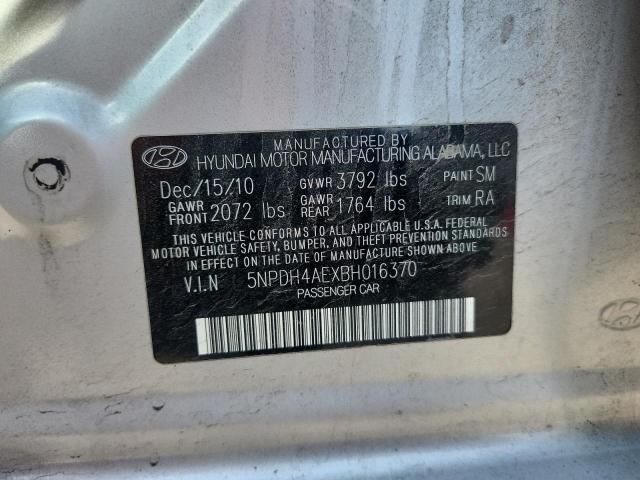 MANUFACTURED BY
HYUNDAI MOTOR MANUFACTURING ALABAMA, LLC
Dec/15/10 GVWR 3792 lbs PAINT SM
GAWR FRONT 2072 lbs GAWR REAR 1764 lbs TRIM RA
THIS VEHICLE CONFORMS TO ALL APPLICABLE U.S.A. FEDERAL
MOTOR VEHICLE SAFETY, BUMPER, AND THEFT PREVENTION STANDARDS
IN EFFECT ON THE DATE OF MANUFACTURE SHOWN ABOVE.
V.I.N 5NPDH4AEXBH016370
PASSENGER CAR